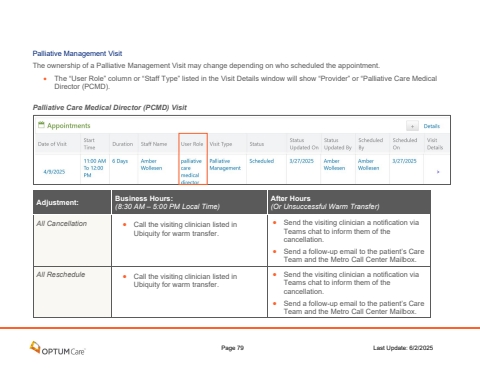 Palliative Management Visit
The ownership of a Palliative Management Visit may change depending on who scheduled the appointment.
• The “User Role” column or “Staff Type” listed in the Visit Details window will show “Provider” or “Palliative Care Medical
Director (PCMD).
Palliative Care Medical Director (PCMD) Visit
Appointments + Details
Date of Visit Start Time Duration Staff Name User Role Visit Type Status Status Updated On Status Updated By Scheduled By Scheduled On Visit Details
4/9/2025 11:00 AM To 12:00 PM 6 Days Amber Wollesen palliative care medical director Palliative Management Scheduled 3/27/2025 Amber Wollesen Amber Wollesen 3/27/2025 »
Adjustment: Business Hours: After Hours
(8:30 AM – 5:00 PM Local Time) (Or Unsuccessful Warm Transfer)
All Cancellation
• Call the visiting clinician listed in
Ubiquity for warm transfer.
• Send the visiting clinician a notification via
Teams chat to inform them of the
cancellation.
• Send a follow-up email to the patient’s Care
Team and the Metro Call Center Mailbox.
All Reschedule
• Call the visiting clinician listed in
Ubiquity for warm transfer.
• Send the visiting clinician a notification via
Teams chat to inform them of the
cancellation.
• Send a follow-up email to the patient’s Care
Team and the Metro Call Center Mailbox.
OPTUMCare Page 79 Last Update: 6/2/2025